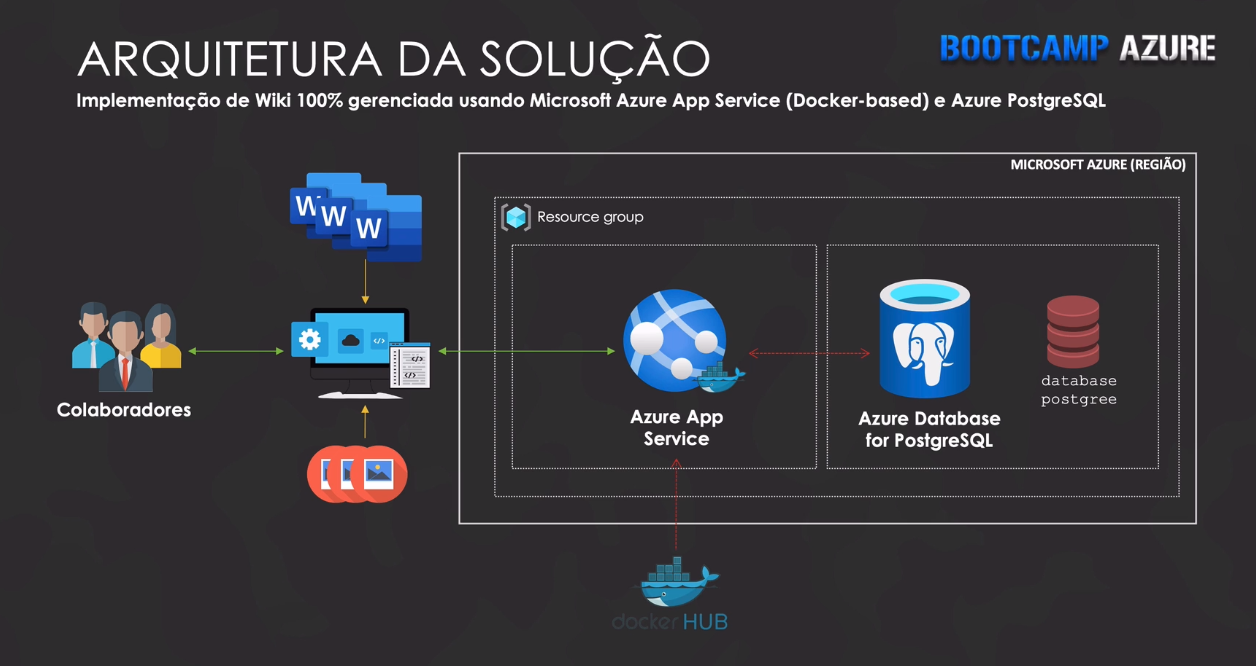 ARQUITETURA DA SOLUÇÃO
BOOTCAMP AZURE
Implementação de Wiki 100% gerenciada usando Microsoft Azure App Service (Docker-based) e Azure PostgreSQL
MICROSOFT AZURE (REGIÃO)
W W W
Resource group
Colaboradores
Azure App
Service
Azure Database
for PostgreSQL
database
postgree
docker HUB